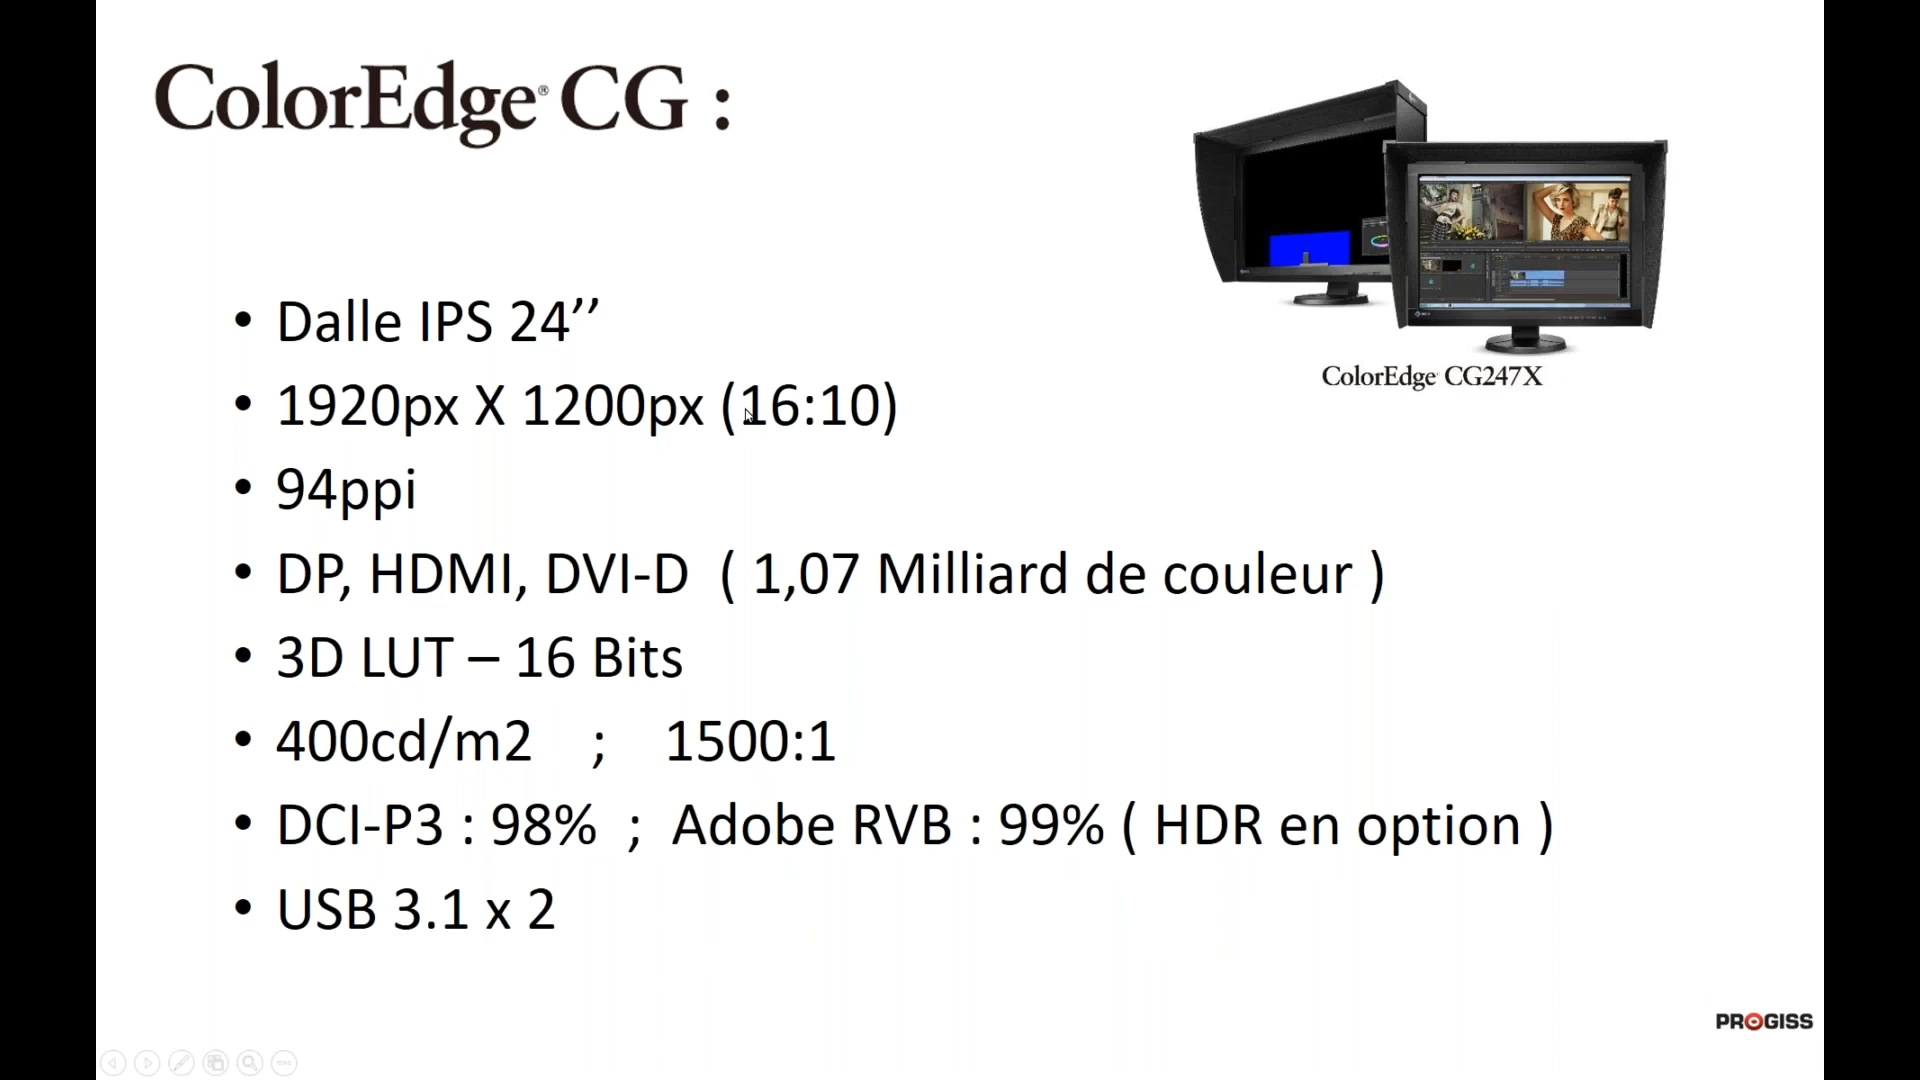 ColorEdge® CG :
ColorEdge CG247X
• Dalle IPS 24’’
• 1920px X 1200px (16:10)
• 94ppi
• DP, HDMI, DVI-D ( 1,07 Milliard de couleur )
• 3D LUT – 16 Bits
• 400cd/m2 ; 1500:1
• DCI-P3 : 98% ; Adobe RVB : 99% ( HDR en option )
• USB 3.1 x 2
PROGISS